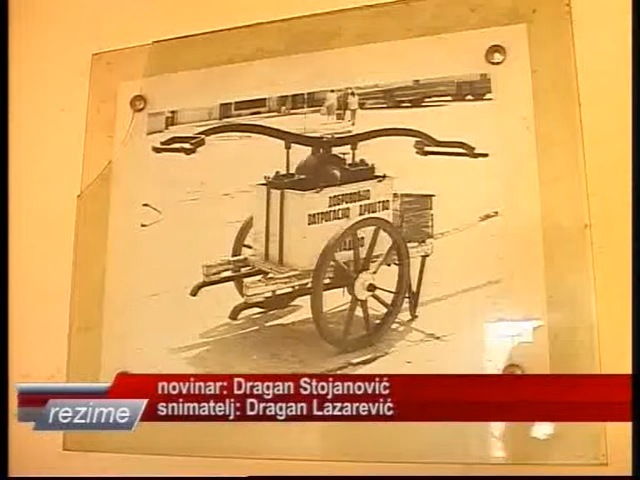 ДОБРОВОЉНО
ВАТРОГАСНО ДРУШТВО
novinar: Dragan Stojanović
snimatelj: Dragan Lazarević
rezime